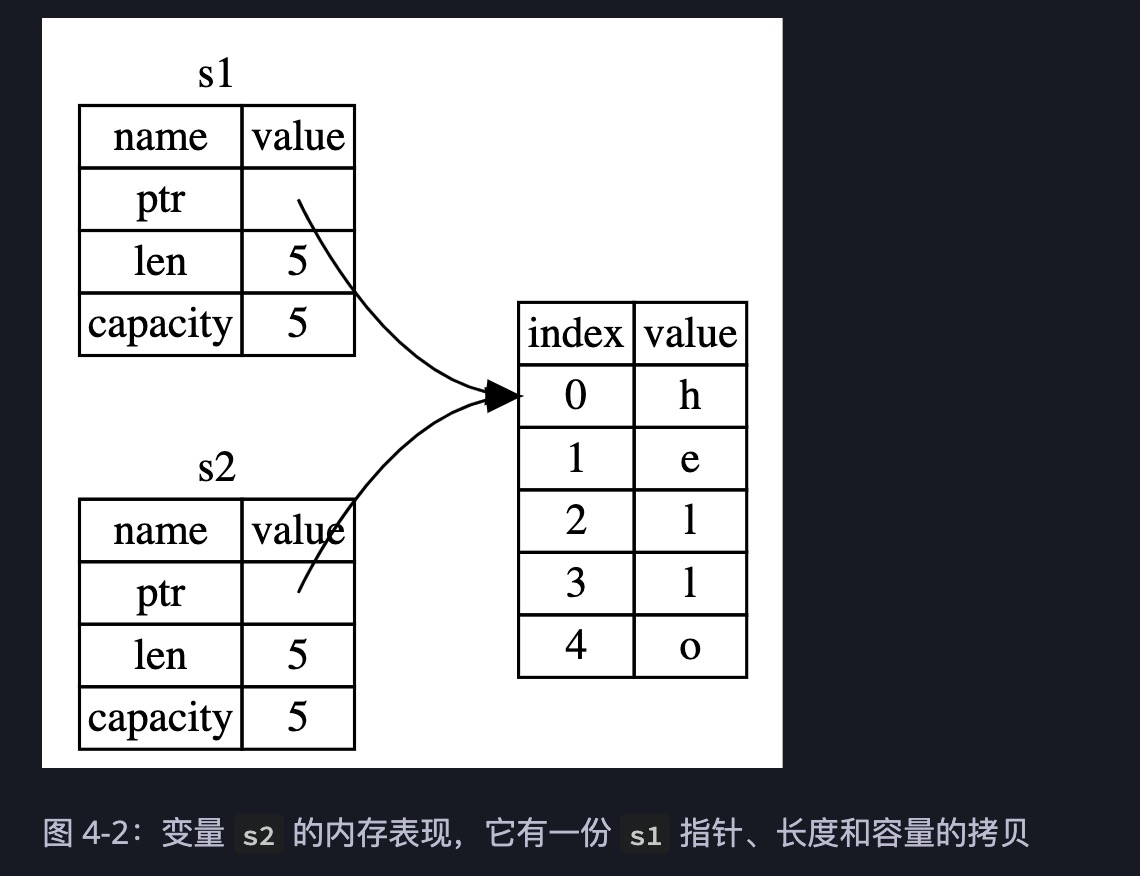 s1
name value
ptr
len 5
capacity 5
index value
0 h
1 e
2 l
3 l
4 o
s2
name value
ptr
len 5
capacity 5
图 4-2：变量 s2 的内存表现，它有一份 s1 指针、长度和容量的拷贝